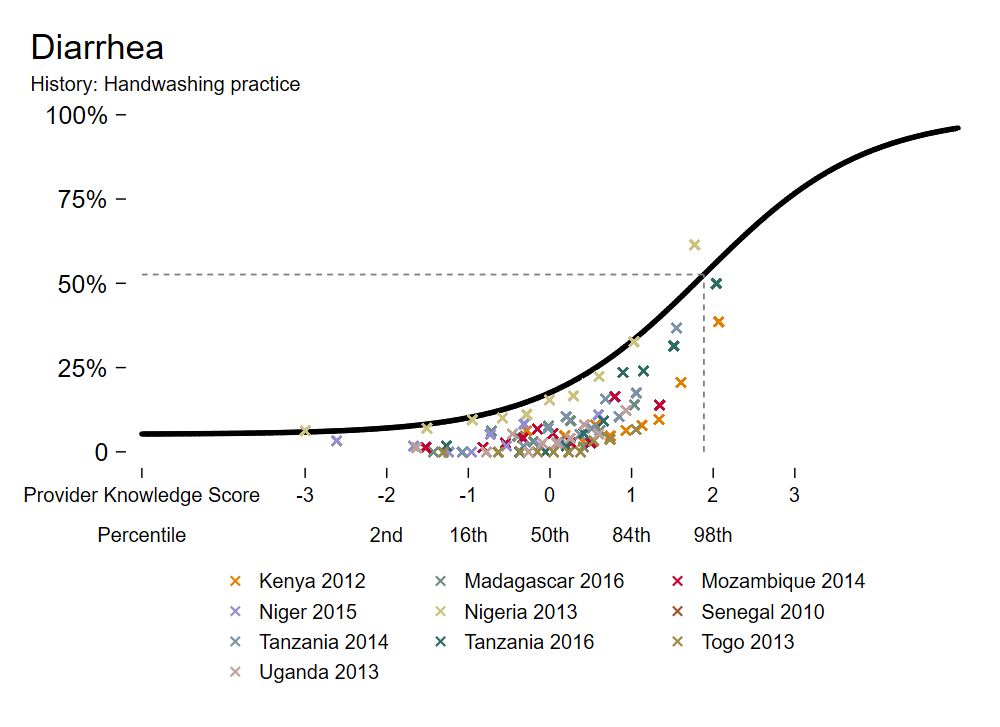 Diarrhea
History: Handwashing practice
100%
75%
50%
25%
0
Provider Knowledge Score -3 -2 -1 0 1 2 3
Percentile 2nd 16th 50th 84th 98th
Kenya 2012 Madagascar 2016 Mozambique 2014
Niger 2015 Nigeria 2013 Senegal 2010
Tanzania 2014 Tanzania 2016 Togo 2013
Uganda 2013